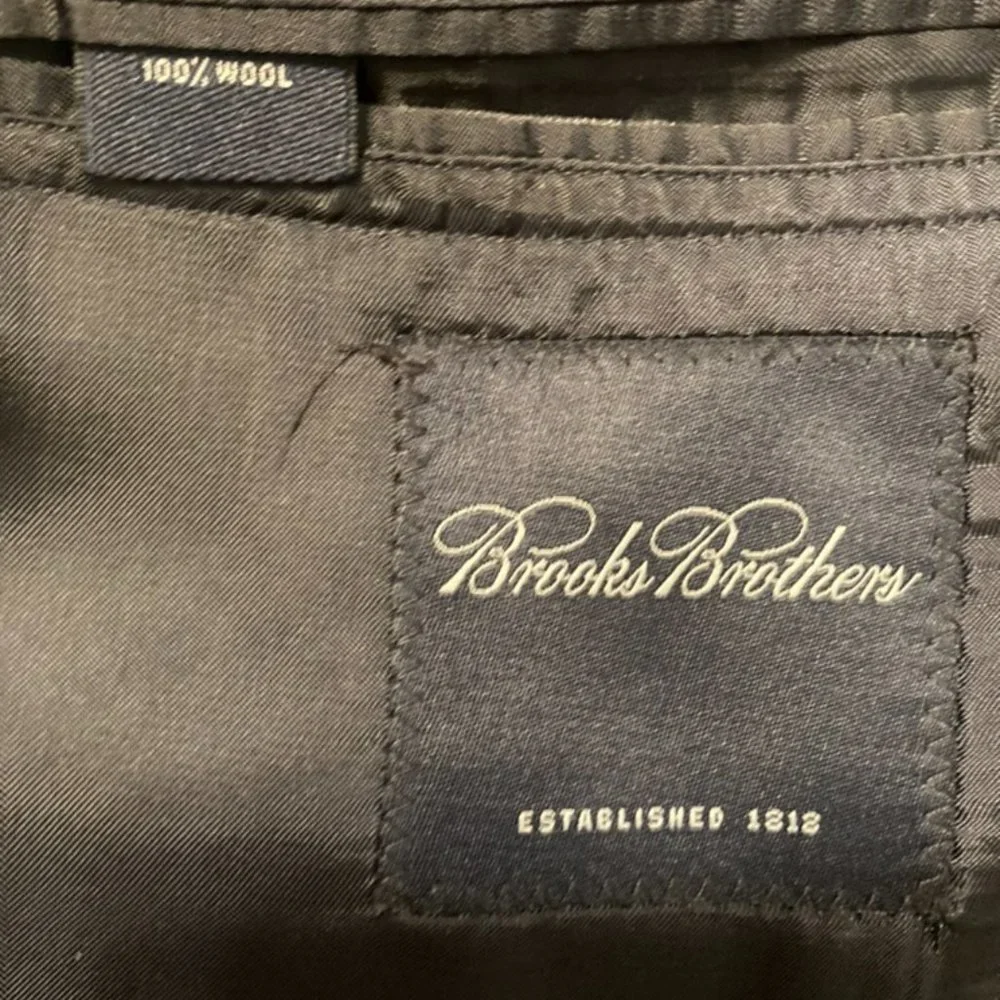 100% WOOL
Brooks Brothers
ESTABLISHED 1818